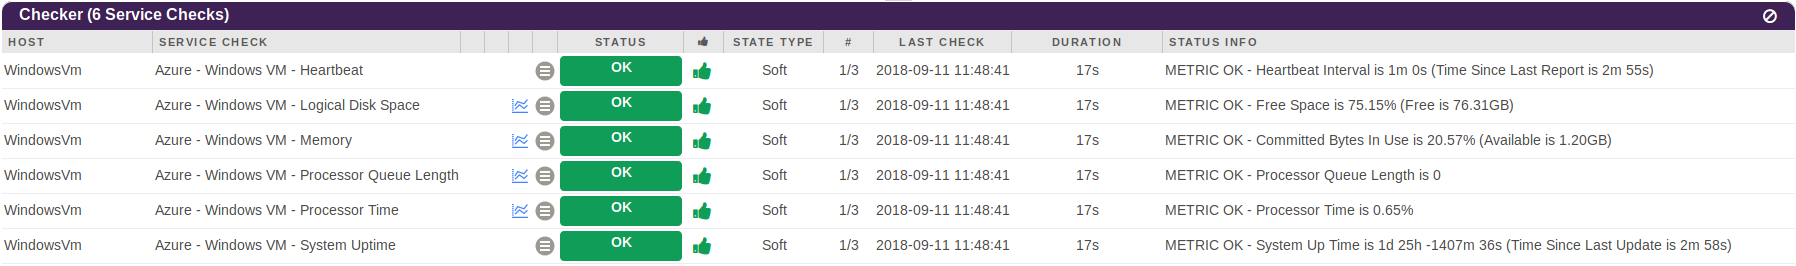 Checker (6 Service Checks)
HOST SERVICE CHECK STATUS STATE TYPE # LAST CHECK DURATION STATUS INFO
WindowsVm Azure - Windows VM - Heartbeat OK Soft 1/3 2018-09-11 11:48:41 17s METRIC OK - Heartbeat Interval is 1m 0s (Time Since Last Report is 2m 55s)
WindowsVm Azure - Windows VM - Logical Disk Space OK Soft 1/3 2018-09-11 11:48:41 17s METRIC OK - Free Space is 75.15% (Free is 76.31GB)
WindowsVm Azure - Windows VM - Memory OK Soft 1/3 2018-09-11 11:48:41 17s METRIC OK - Committed Bytes In Use is 20.57% (Available is 1.20GB)
WindowsVm Azure - Windows VM - Processor Queue Length OK Soft 1/3 2018-09-11 11:48:41 17s METRIC OK - Processor Queue Length is 0
WindowsVm Azure - Windows VM - Processor Time OK Soft 1/3 2018-09-11 11:48:41 17s METRIC OK - Processor Time is 0.65%
WindowsVm Azure - Windows VM - System Uptime OK Soft 1/3 2018-09-11 11:48:41 17s METRIC OK - System Up Time is 1d 25h -1407m 36s (Time Since Last Update is 2m 58s)